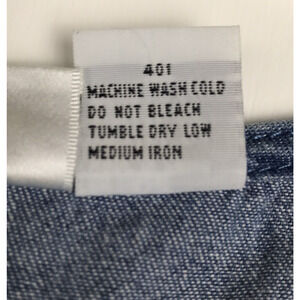 401
MACHINE WASH COLD
DO NOT BLEACH
TUMBLE DRY LOW
MEDIUM IRON